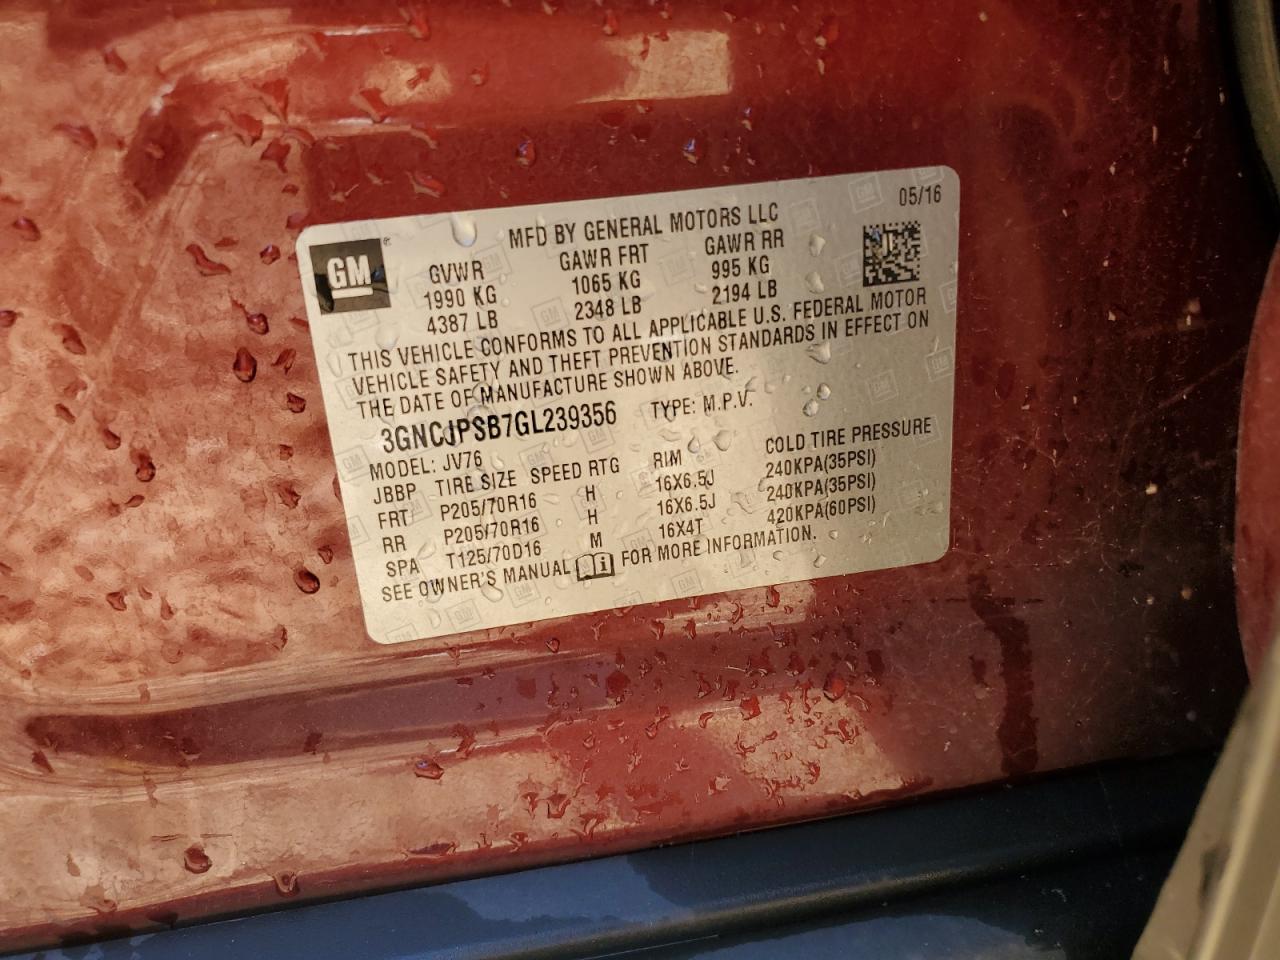 05/16
MFD BY GENERAL MOTORS LLC
GM®
GVWR GAWR FRT GAWR RR
1990 KG 1065 KG 995 KG
4387 LB 2348 LB 2194 LB
THIS VEHICLE CONFORMS TO ALL APPLICABLE U.S. FEDERAL MOTOR
VEHICLE SAFETY AND THEFT PREVENTION STANDARDS IN EFFECT ON
THE DATE OF MANUFACTURE SHOWN ABOVE.
3GNCJPSB7GL239356 TYPE: M.P.V.
MODEL: JV76
JBBP TIRE SIZE SPEED RTG RIM COLD TIRE PRESSURE
FRT P205/70R16 H 16X6.5J 240KPA(35PSI)
RR P205/70R16 H 16X6.5J 240KPA(35PSI)
SPA T125/70D16 M 16X4T 420KPA(60PSI)
SEE OWNER'S MANUAL FOR MORE INFORMATION.